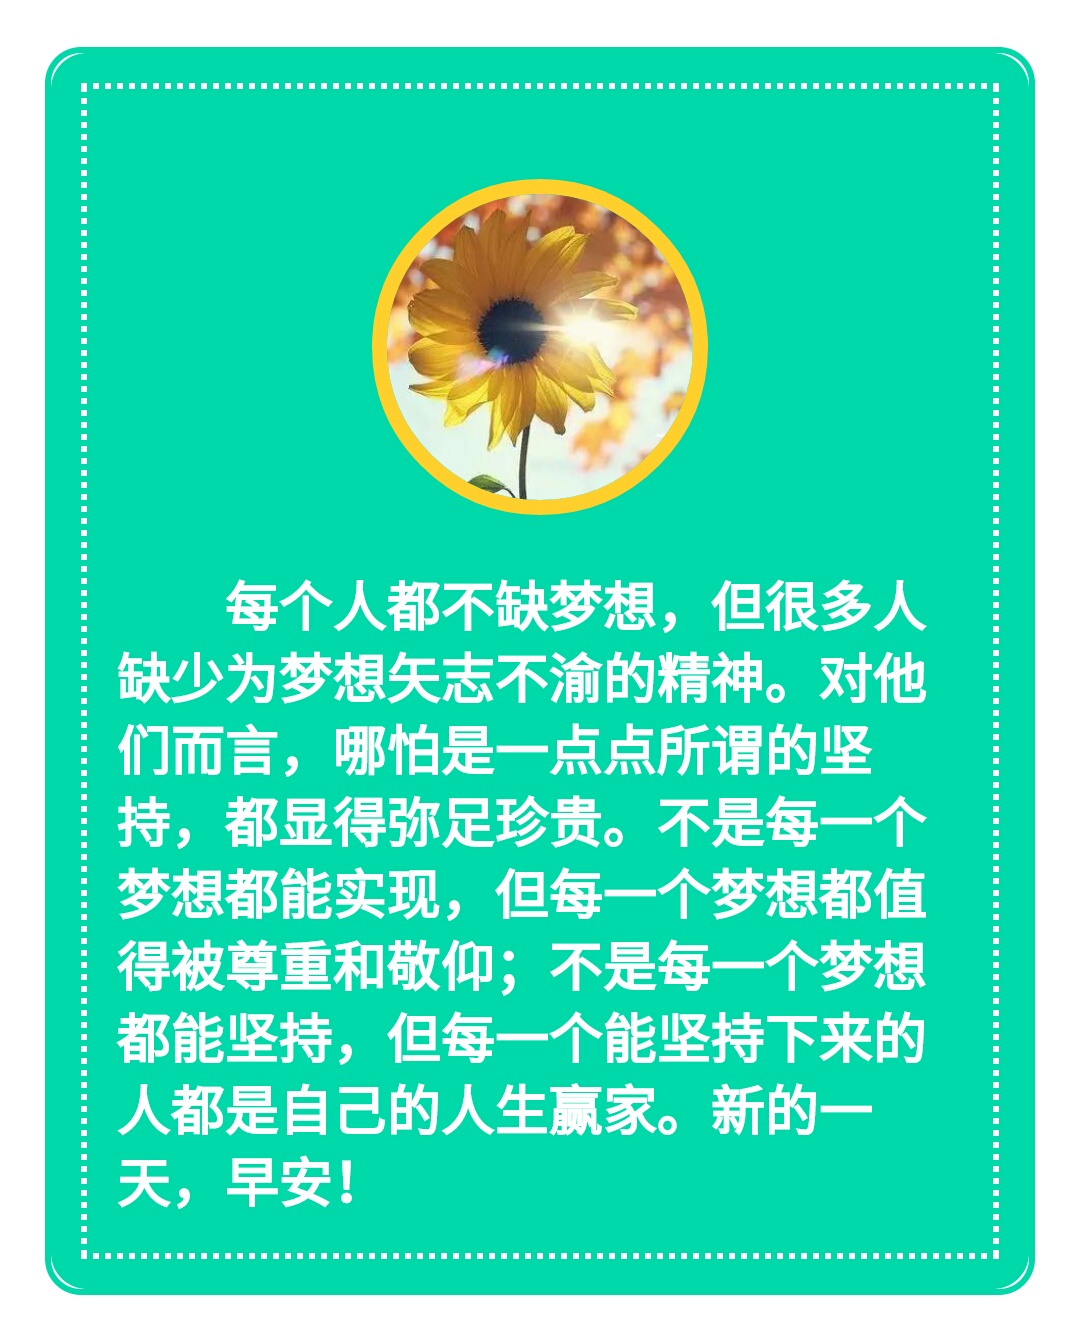 每个人都不缺梦想，但很多人
缺少为梦想矢志不渝的精神。对他
们而言，哪怕是一点点所谓的坚
持，都显得弥足珍贵。不是每一个
梦想都能实现，但每一个梦想都值
得被尊重和敬仰；不是每一个梦想
都能坚持，但每一个能坚持下来的
人都是自己的人生赢家。新的一
天，早安！